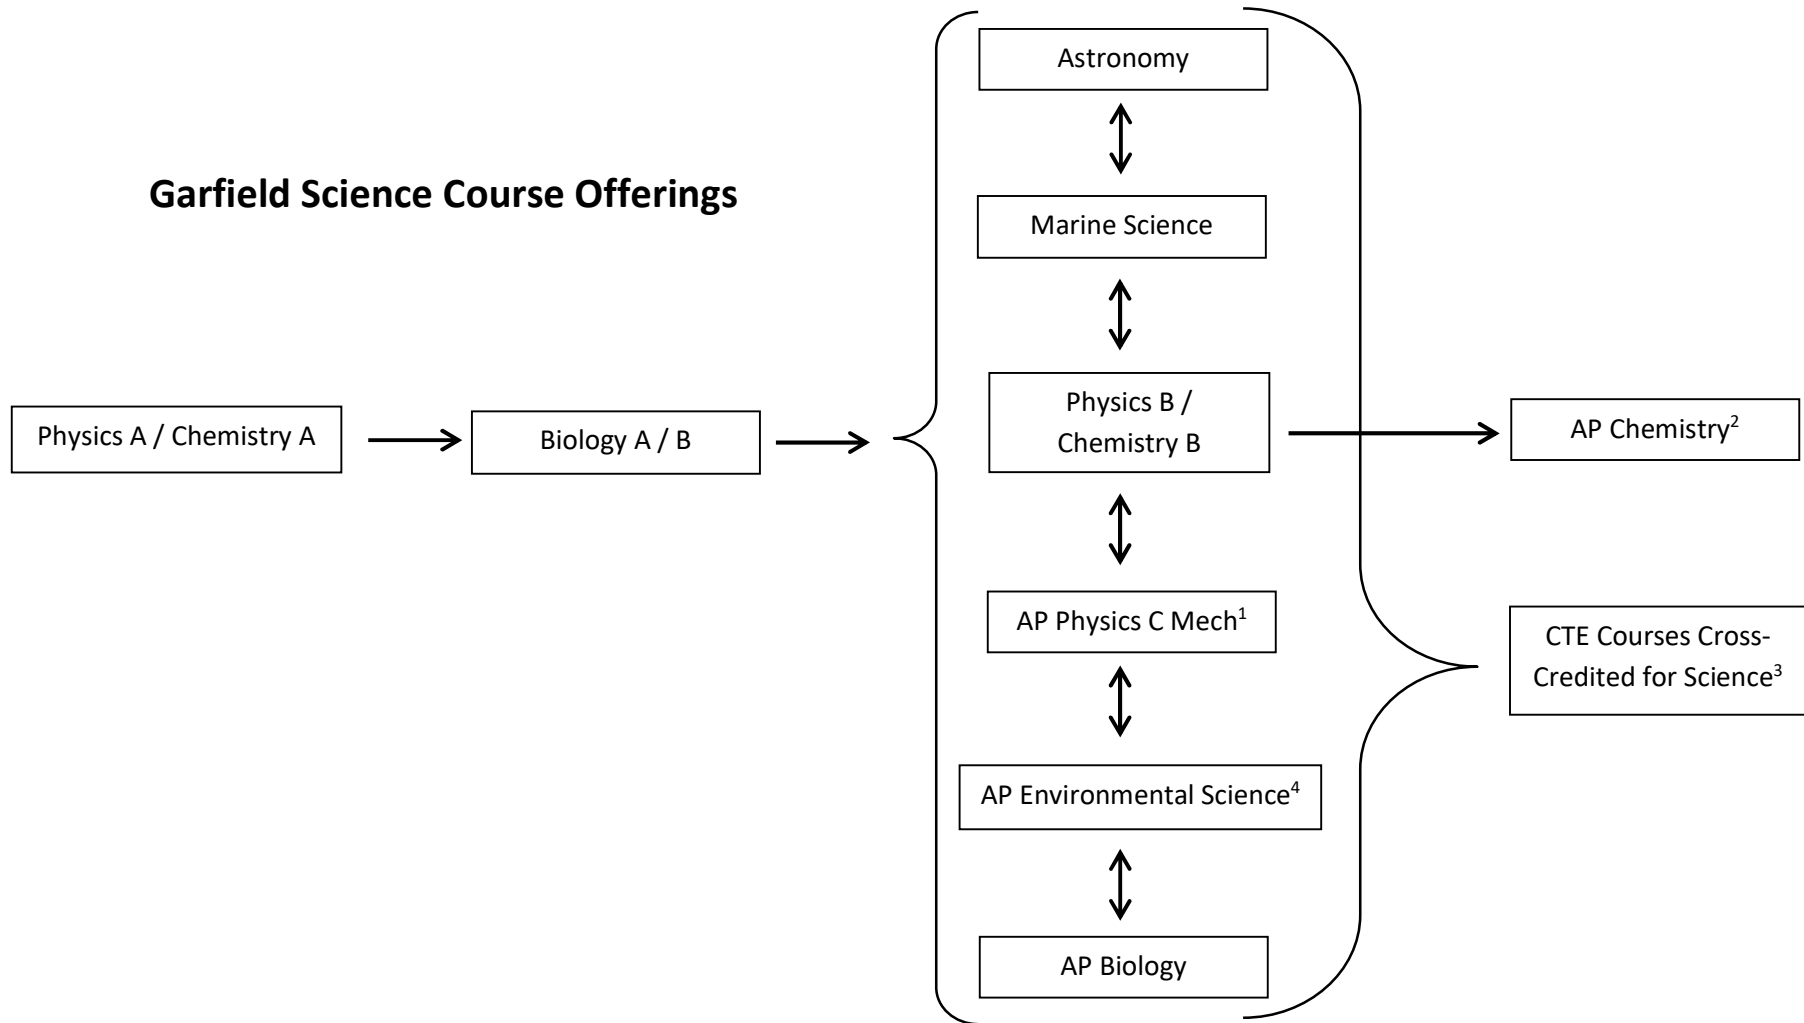 Garfield Science Course Offerings
Physics A / Chemistry A
Biology A / B
Astronomy
Marine Science
Physics B /
Chemistry B
AP Physics C Mech¹
AP Environmental Science⁴
AP Biology
AP Chemistry²
CTE Courses Cross-
Credited for Science³